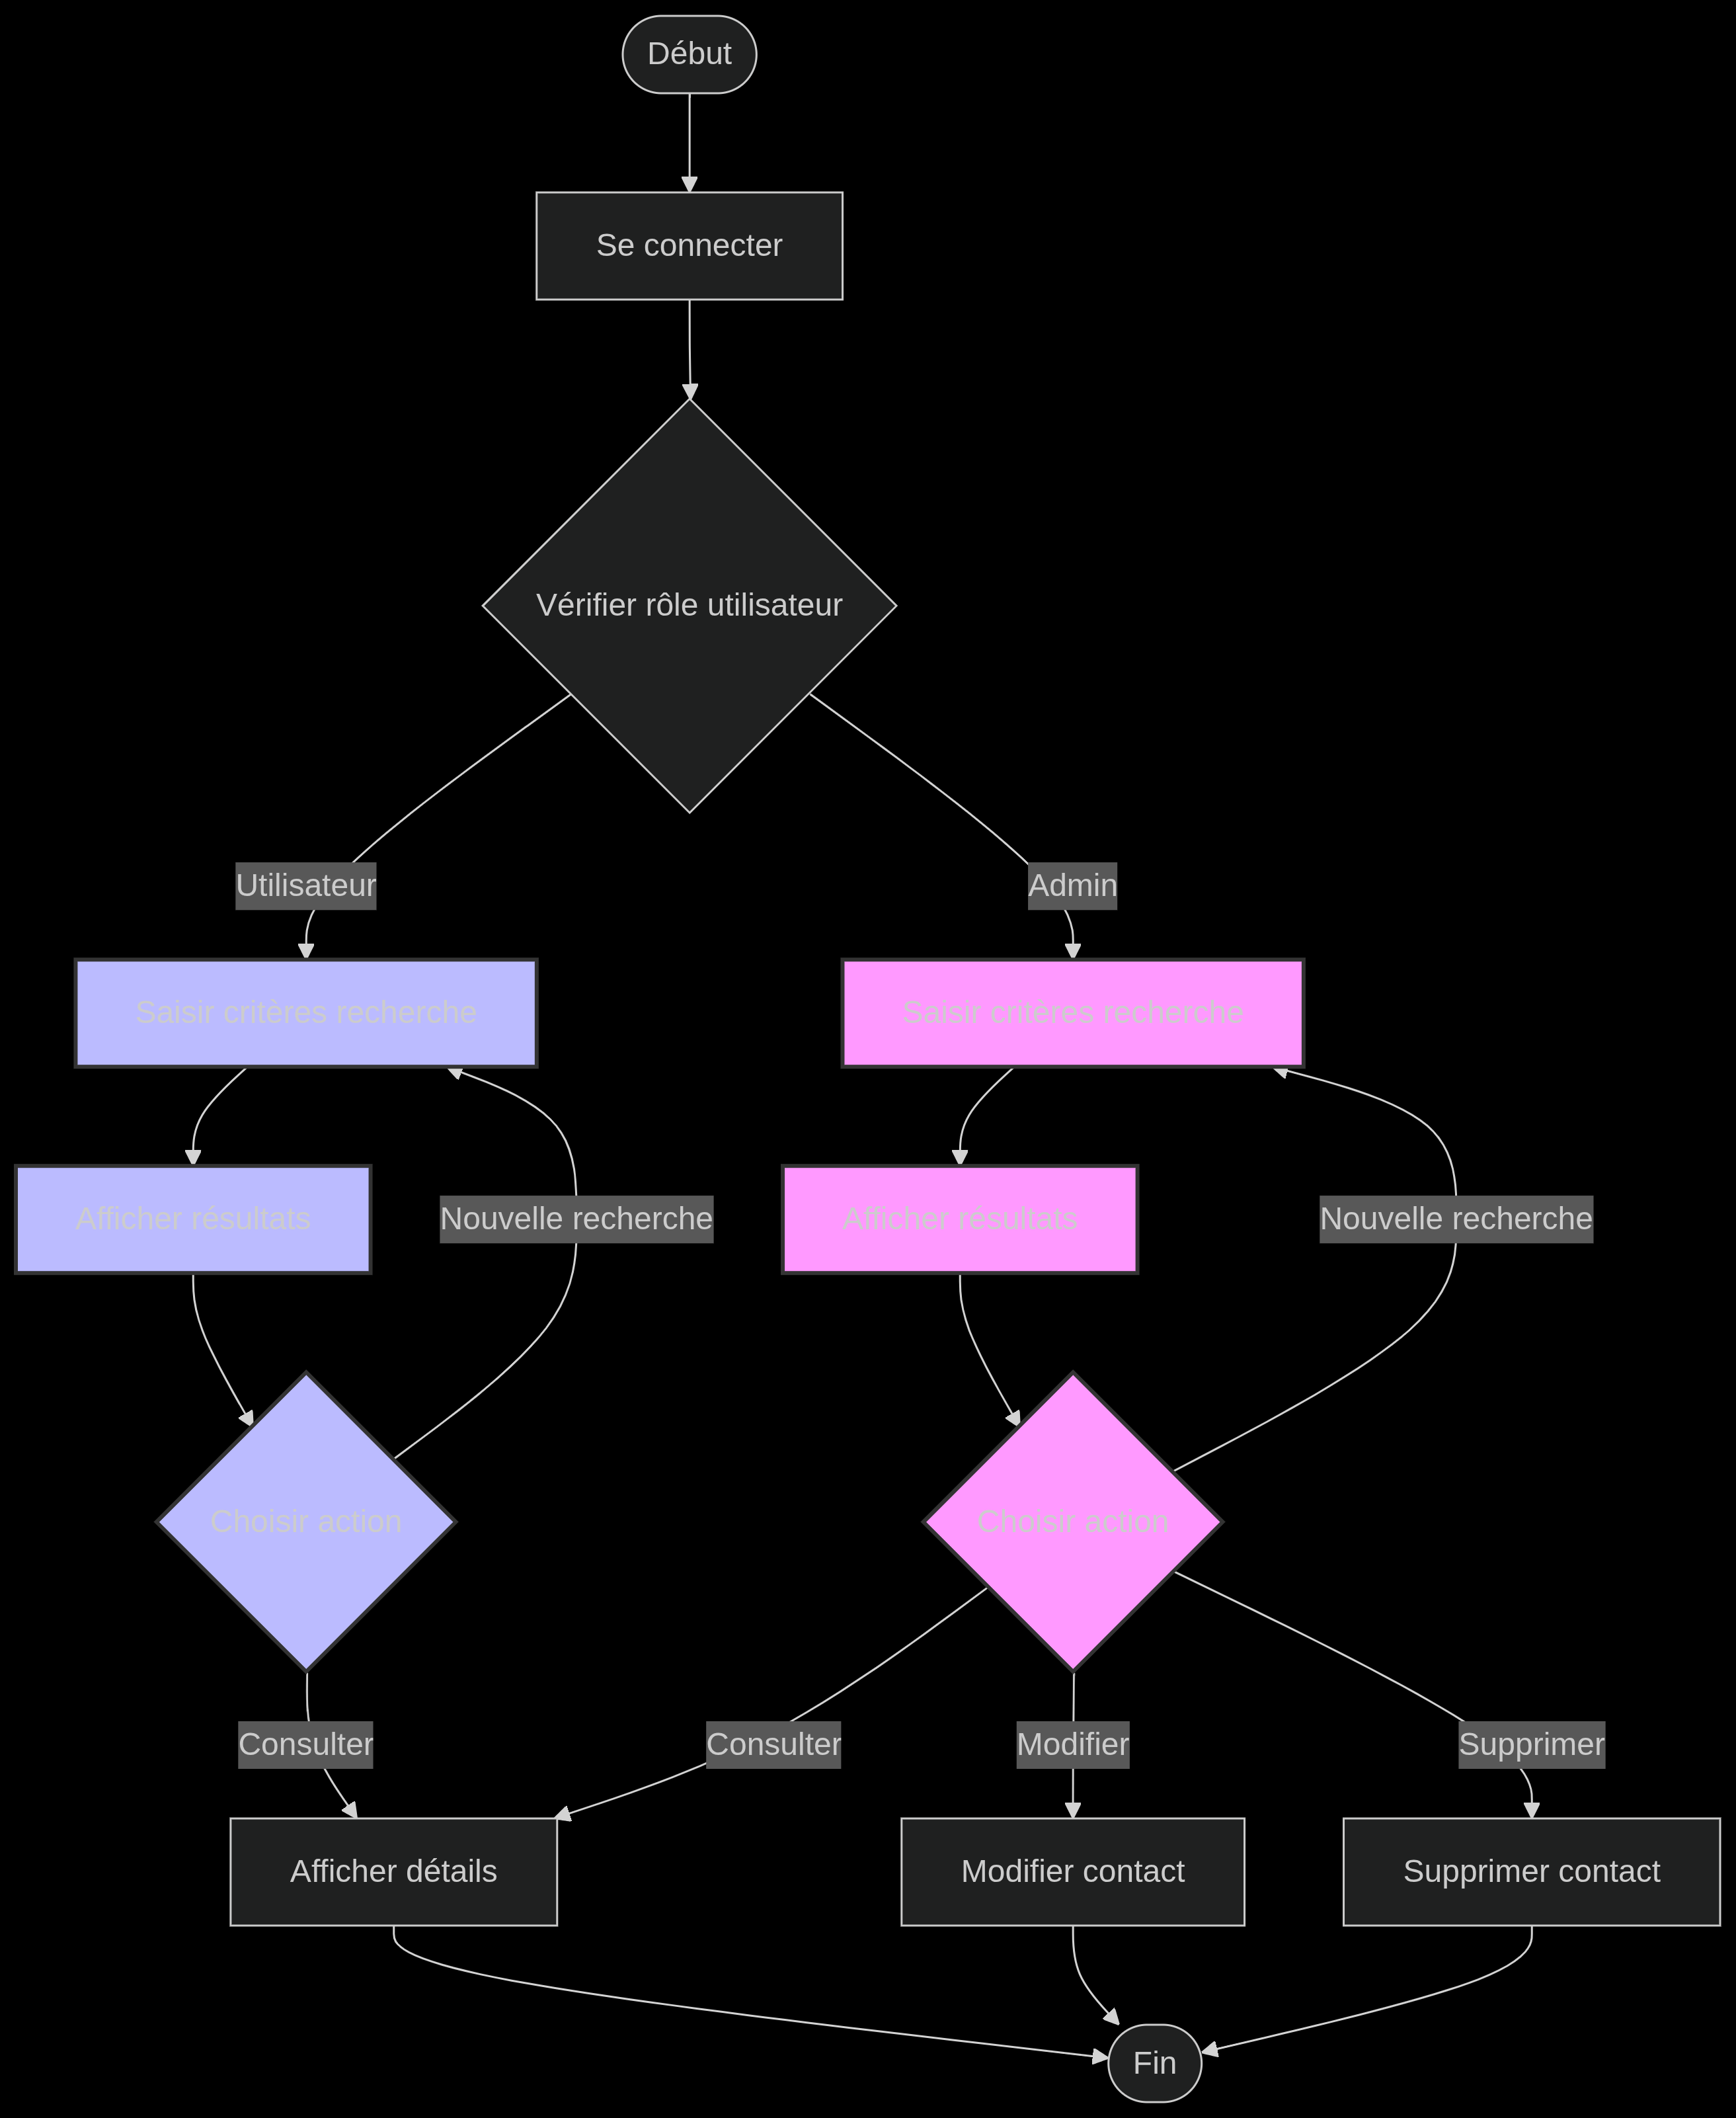 Début
Se connecter
Vérifier rôle utilisateur
Utilisateur
Admin
Saisir critères recherche
Saisir critères recherche
Afficher résultats
Nouvelle recherche
Afficher résultats
Nouvelle recherche
Choisir action
Choisir action
Consulter
Consulter
Modifier
Supprimer
Afficher détails
Modifier contact
Supprimer contact
Fin